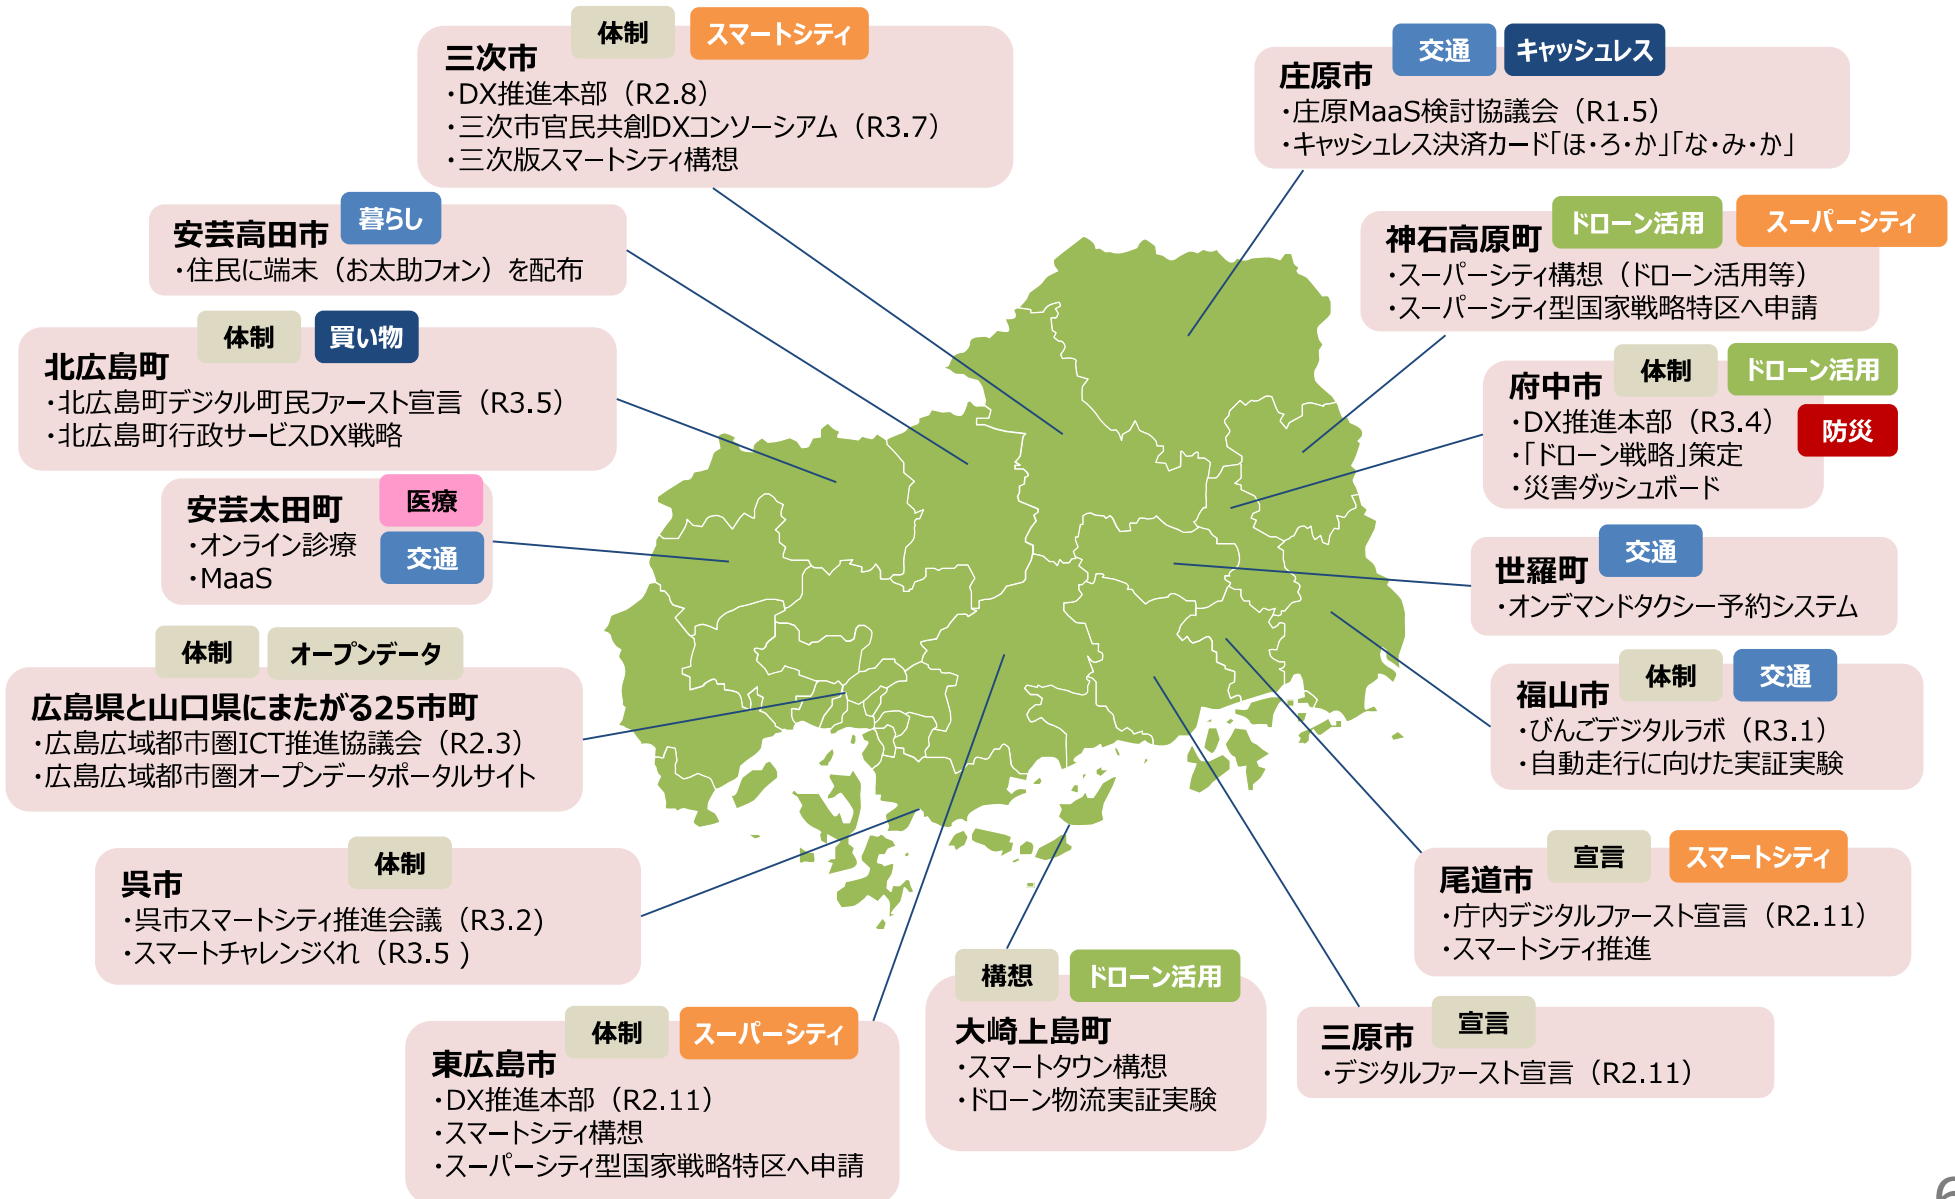 体制 スマートシティ
三次市
・DX推進本部（R2.8）
・三次市官民共創DXコンソーシアム（R3.7）
・三次版スマートシティ構想
交通 キャッシュレス
庄原市
・庄原MaaS検討協議会（R1.5）
・キャッシュレス決済カード「ほ・ろ・か」「な・み・か」
安芸高田市 暮らし
・住民に端末（お太助フォン）を配布
ドローン活用 スーパーシティ
神石高原町
・スーパーシティ構想（ドローン活用等）
・スーパーシティ型国家戦略特区へ申請
体制 買い物
北広島町
・北広島町デジタル町民ファースト宣言（R3.5）
・北広島町行政サービスDX戦略
体制 ドローン活用
府中市
・DX推進本部（R3.4）
防災
・「ドローン戦略」策定
・災害ダッシュボード
安芸太田町 医療
・オンライン診療
・MaaS
交通
世羅町 交通
・オンデマンドタクシー予約システム
体制 オープンデータ
広島県と山口県にまたがる25市町
・広島広域都市圏ICT推進協議会（R2.3）
・広島広域都市圏オープンデータポータルサイト
福山市 体制 交通
・びんごデジタルラボ（R3.1）
・自動走行に向けた実証実験
体制
呉市
・呉市スマートシティ推進会議（R3.2)
・スマートチャレンジくれ（R3.5 )
宣言 スマートシティ
尾道市
・庁内デジタルファースト宣言（R2.11）
・スマートシティ推進
体制 スーパーシティ
東広島市
・DX推進本部（R2.11）
・スマートシティ構想
・スーパーシティ型国家戦略特区へ申請
構想 ドローン活用
大崎上島町
・スマートタウン構想
・ドローン物流実証実験
三原市 宣言
・デジタルファースト宣言（R2.11）